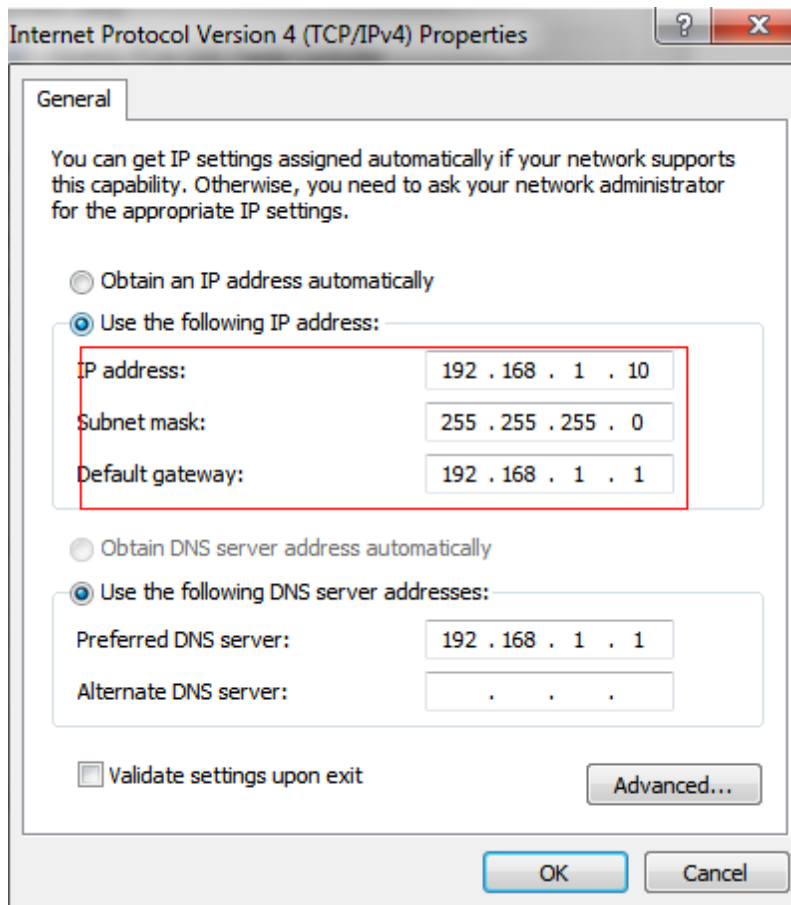 Internet Protocol Version 4 (TCP/IPv4) Properties
?
X
General
You can get IP settings assigned automatically if your network supports
this capability. Otherwise, you need to ask your network administrator
for the appropriate IP settings.
Obtain an IP address automatically
Use the following IP address:
IP address: 192 . 168 . 1 . 10
Subnet mask: 255 . 255 . 255 . 0
Default gateway: 192 . 168 . 1 . 1
Obtain DNS server address automatically
Use the following DNS server addresses:
Preferred DNS server: 192 . 168 . 1 . 1
Alternate DNS server: . . .
Validate settings upon exit
Advanced...
OK Cancel